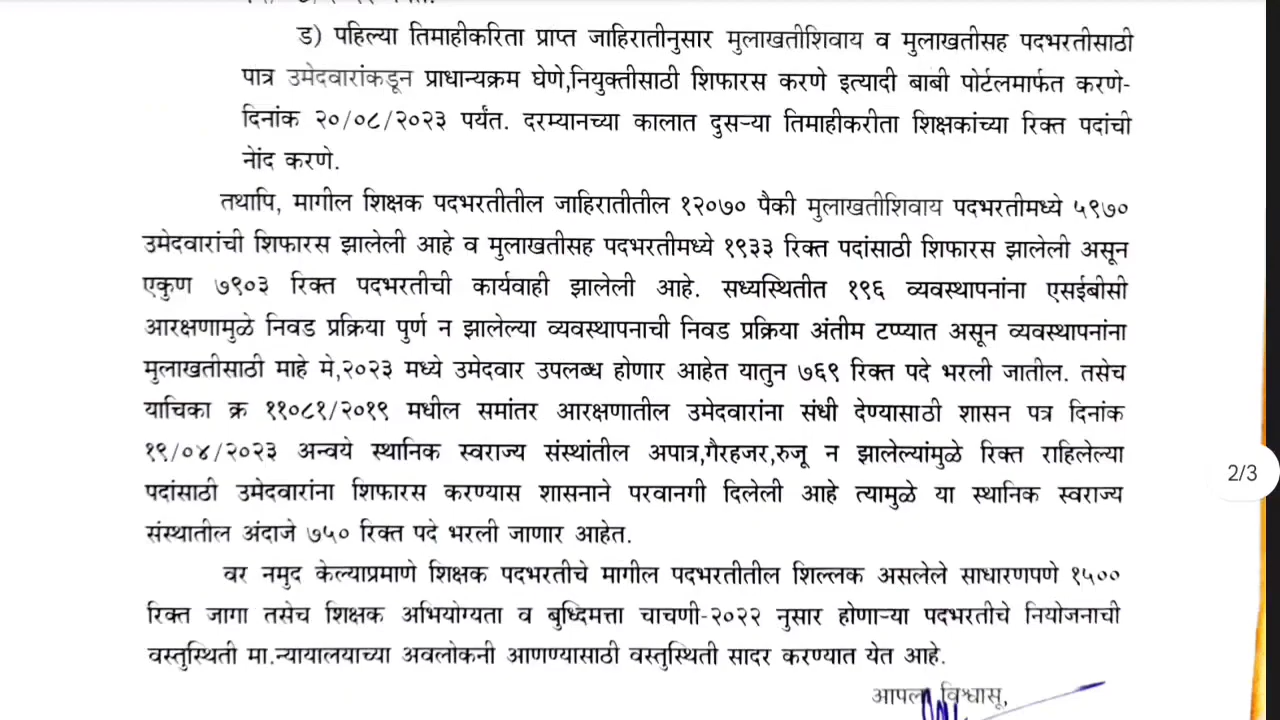 ड) पहिल्या तिमाहीकरिता प्राप्त जाहिरातीनुसार मुलाखतीशिवाय व मुलाखतीसह पदभरतीसाठी
पात्र उमेदवारांकडून प्राधान्यक्रम घेणे,नियुक्तीसाठी शिफारस करणे इत्यादी बाबी पोर्टलमार्फत करणे-
दिनांक २०/०८/२०२३ पर्यंत. दरम्यानच्या कालात दुसऱ्या तिमाहीकरीता शिक्षकांच्या रिक्त पदांची
नोंद करणे.
तथापि, मागील शिक्षक पदभरतीतील जाहिरातीतील १२०७० पैकी मुलाखतीशिवाय पदभरतीमध्ये ५९७०
उमेदवारांची शिफारस झालेली आहे व मुलाखतीसह पदभरतीमध्ये १९३३ रिक्त पदांसाठी शिफारस झालेली असून
एकुण ७९०३ रिक्त पदभरतीची कार्यवाही झालेली आहे. सध्यस्थितीत १९६ व्यवस्थापनांना एसईबीसी
आरक्षणामुळे निवड प्रक्रिया पुर्ण न झालेल्या व्यवस्थापनाची निवड प्रक्रिया अंतीम टप्प्यात असून व्यवस्थापनांना
मुलाखतीसाठी माहे मे,२०२३ मध्ये उमेदवार उपलब्ध होणार आहेत यातुन ७६९ रिक्त पदे भरली जातील. तसेच
याचिका क्र ११०८१/२०१९ मधील समांतर आरक्षणातील उमेदवारांना संधी देण्यासाठी शासन पत्र दिनांक
१९/०४/२०२३ अन्वये स्थानिक स्वराज्य संस्थांतील अपात्र,गैरहजर,रुजू न झालेल्यांमुळे रिक्त राहिलेल्या
पदांसाठी उमेदवारांना शिफारस करण्यास शासनाने परवानगी दिलेली आहे त्यामुळे या स्थानिक स्वराज्य
संस्थातील अंदाजे ७५० रिक्त पदे भरली जाणार आहेत.
वर नमुद केल्याप्रमाणे शिक्षक पदभरतीचे मागील पदभरतीतील शिल्लक असलेले साधारणपणे १५००
रिक्त जागा तसेच शिक्षक अभियोग्यता व बुध्दिमत्ता चाचणी-२०२२ नुसार होणाऱ्या पदभरतीचे नियोजनाची
वस्तुस्थिती मा.न्यायालयाच्या अवलोकनी आणण्यासाठी वस्तुस्थिती सादर करण्यात येत आहे.
आपला विश्वासू,
2/3